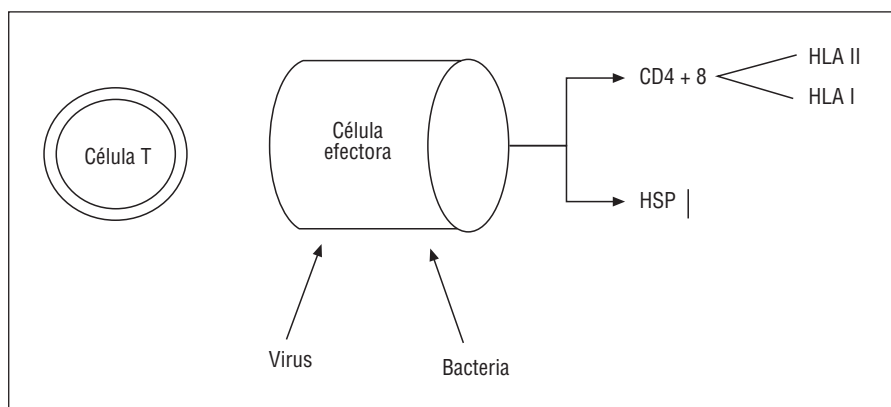 Célula T
Célula
efectora
CD4 + 8
HLA II
HLA I
HSP
Virus
Bacteria